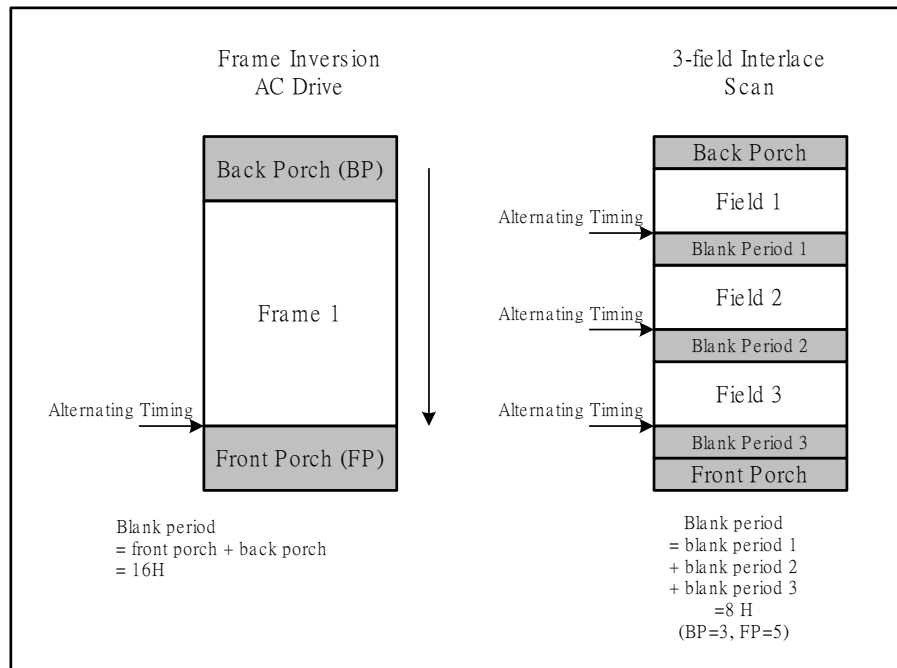 Frame Inversion
AC Drive
Back Porch (BP)
Frame 1
Alternating Timing
Front Porch (FP)
Blank period
= front porch + back porch
= 16H
3-field Interlace
Scan
Back Porch
Field 1
Alternating Timing
Blank Period 1
Field 2
Alternating Timing
Blank Period 2
Field 3
Alternating Timing
Blank Period 3
Front Porch
Blank period
= blank period 1
+ blank period 2
+ blank period 3
=8 H
(BP=3, FP=5)